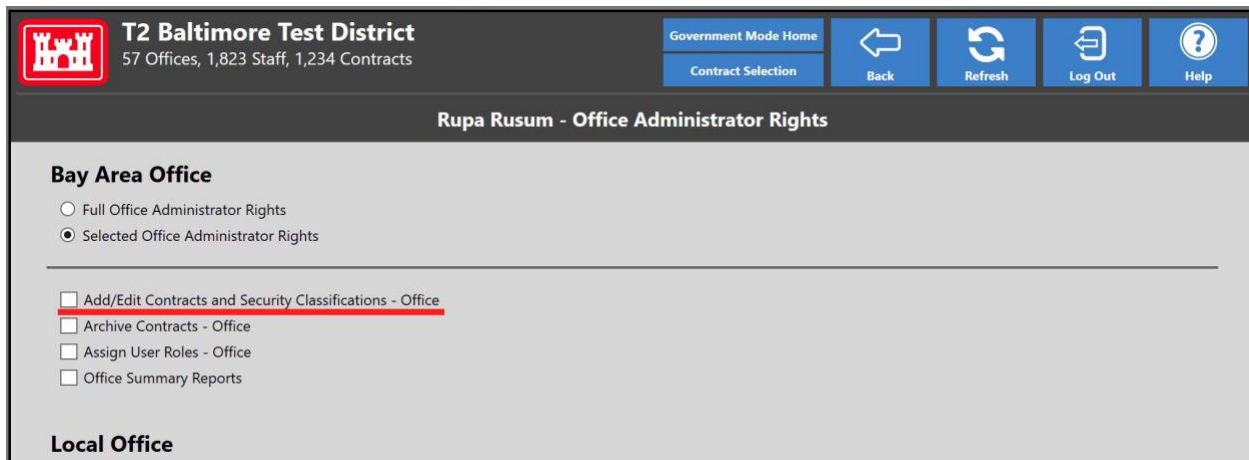 T2 Baltimore Test District
57 Offices, 1,823 Staff, 1,234 Contracts
Government Mode Home
Contract Selection
Back
Refresh
Log Out
Help
Rupa Rusum - Office Administrator Rights
Bay Area Office
Full Office Administrator Rights
Selected Office Administrator Rights
Add/Edit Contracts and Security Classifications - Office
Archive Contracts - Office
Assign User Roles - Office
Office Summary Reports
Local Office